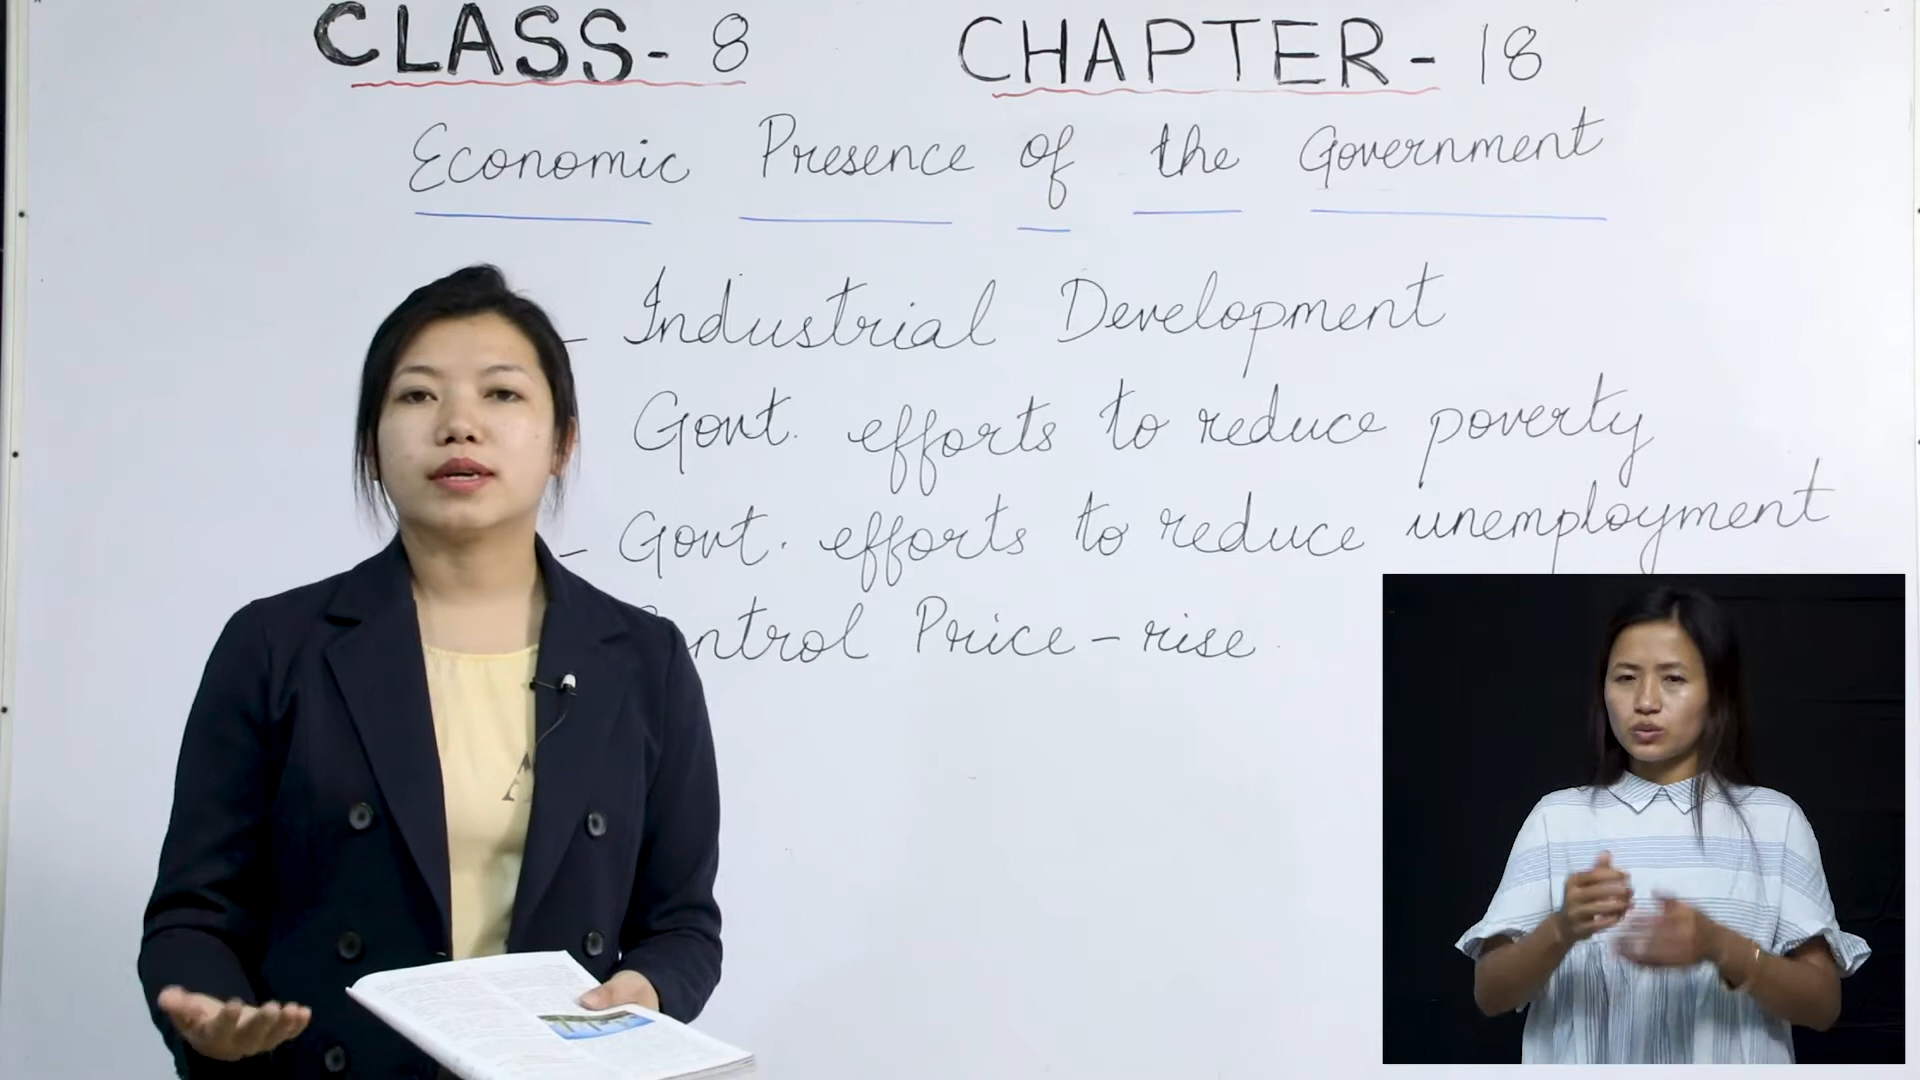 CLASS- 8 CHAPTER- 18
Economic Presence of the Government
- Industrial Development
Govt. efforts to reduce poverty
- Govt. efforts to reduce unemployment
Price-rise